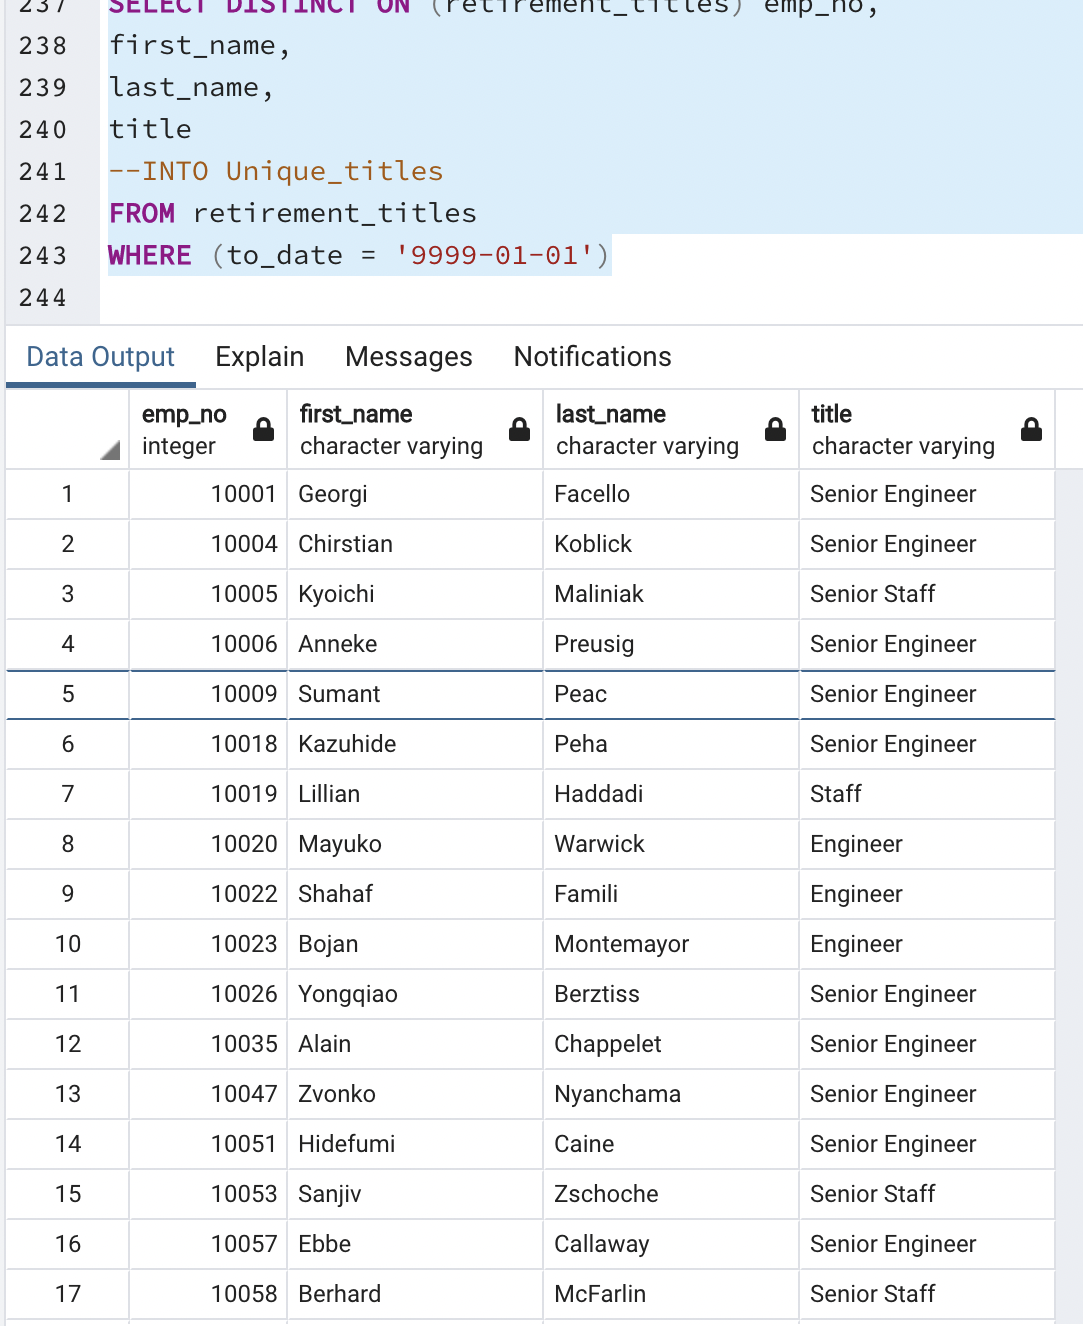 237 SELECT DISTINCT ON (retirement_titles) emp_no,
238 first_name,
239 last_name,
240 title
241 --INTO Unique_titles
242 FROM retirement_titles
243 WHERE (to_date = '9999-01-01')
244
Data Output Explain Messages Notifications
emp_no first_name last_name title
integer character varying character varying character varying
1 10001 Georgi Facello Senior Engineer
2 10004 Chirstian Koblick Senior Engineer
3 10005 Kyoichi Maliniak Senior Staff
4 10006 Anneke Preusig Senior Engineer
5 10009 Sumant Peac Senior Engineer
6 10018 Kazuhide Peha Senior Engineer
7 10019 Lillian Haddadi Staff
8 10020 Mayuko Warwick Engineer
9 10022 Shahaf Famili Engineer
10 10023 Bojan Montemayor Engineer
11 10026 Yongqiao Berztiss Senior Engineer
12 10035 Alain Chappelet Senior Engineer
13 10047 Zvonko Nyanchama Senior Engineer
14 10051 Hidefumi Caine Senior Engineer
15 10053 Sanjiv Zschoche Senior Staff
16 10057 Ebbe Callaway Senior Engineer
17 10058 Berhard McFarlin Senior Staff